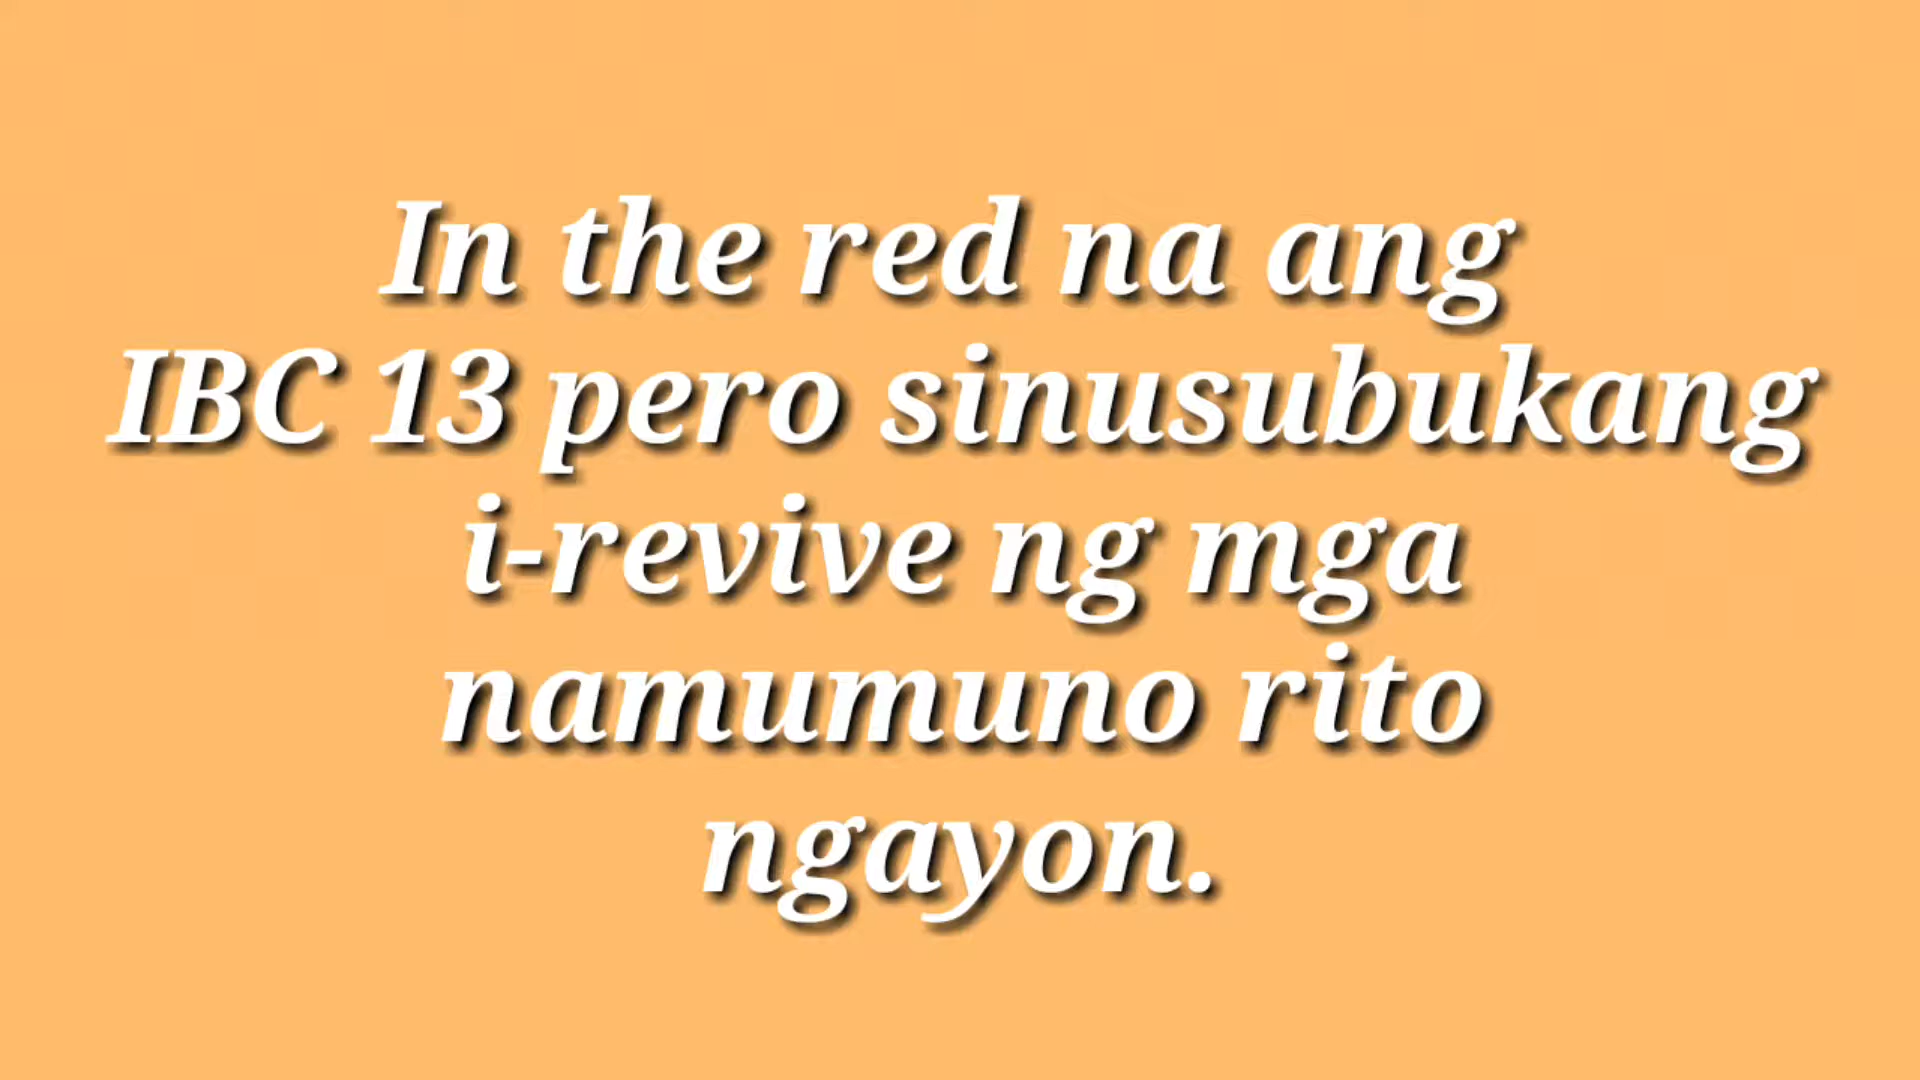 In the red na ang
IBC 13 pero sinusubukang
i-revive ng mga
namumuno rito
ngayon.